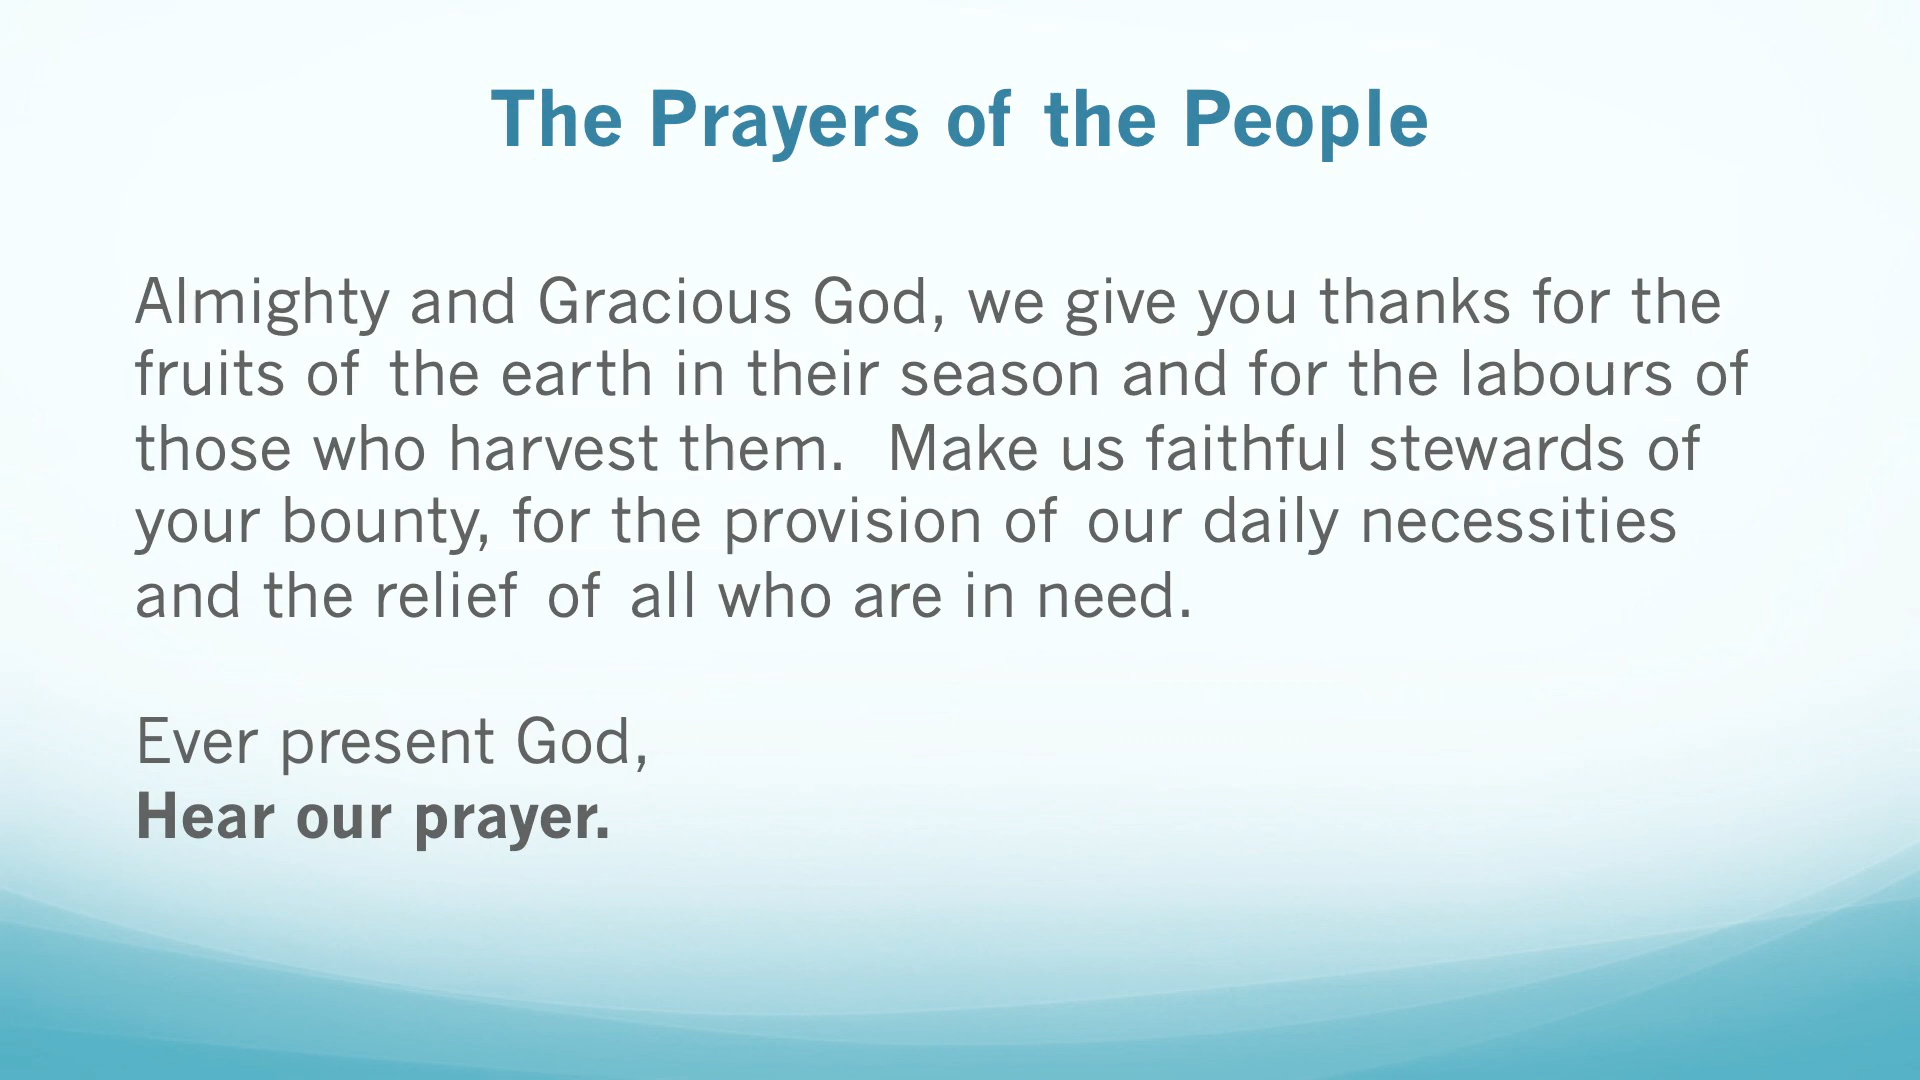 The Prayers of the People
Almighty and Gracious God, we give you thanks for the
fruits of the earth in their season and for the labours of
those who harvest them.  Make us faithful stewards of
your bounty, for the provision of our daily necessities
and the relief of all who are in need.
Ever present God,
Hear our prayer.